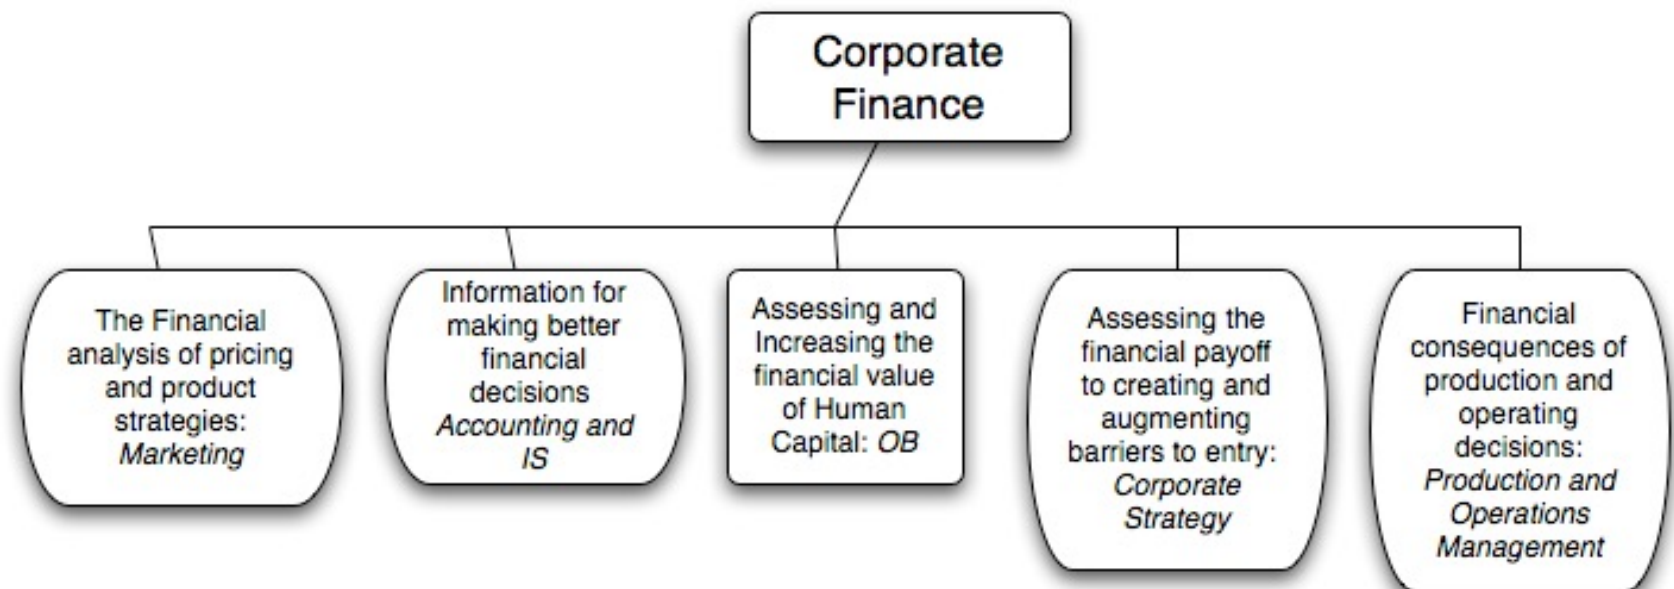 Corporate
Finance
The Financial
analysis of pricing
and product
strategies:
Marketing
Information for
making better
financial
decisions
Accounting and
IS
Assessing and
Increasing the
financial value
of Human
Capital: OB
Assessing the
financial payoff
to creating and
augmenting
barriers to entry:
Corporate
Strategy
Financial
consequences of
production and
operating
decisions:
Production and
Operations
Management